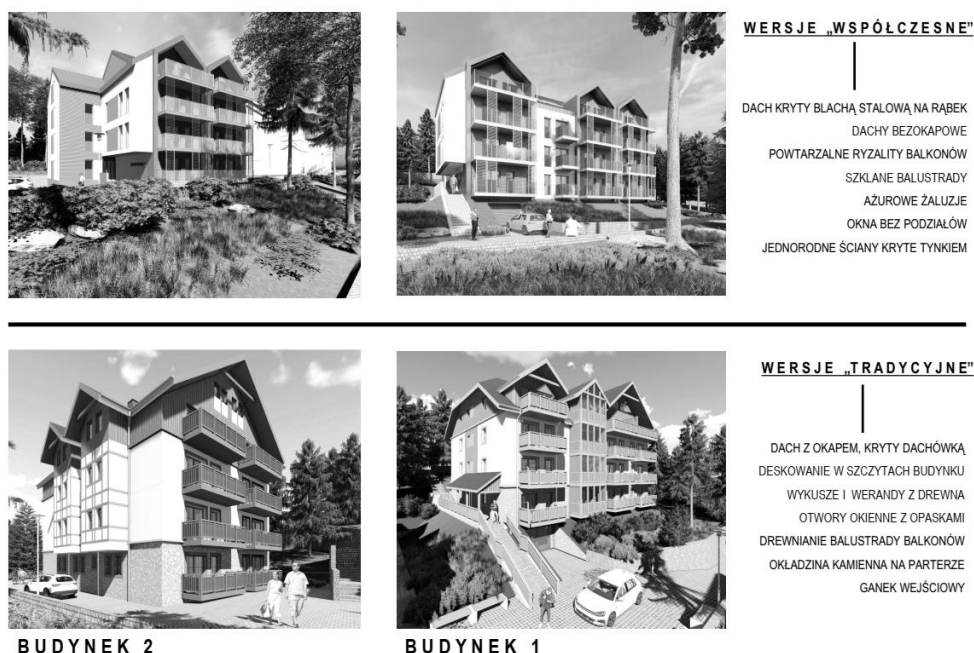 WERSJE „WSPÓŁCZESNE”
DACH KRYTY BLACHĄ STALOWĄ NA RĄBEK
DACHY BEZOKAPOWE
POWTARZALNE RYZALITY BALKONÓW
SZKLANE BALUSTRADY
AŻUROWE ŻALUZJE
OKNA BEZ PODZIAŁÓW
JEDNORODNE ŚCIANY KRYTE TYNKIEM
WERSJE „TRADYCYJNE”
DACH Z OKAPEM, KRYTY DACHÓWKĄ
DESKOWANIE W SZCZYTACH BUDYNKU
WYKUSZE I WERANDY Z DREWNA
OTWORY OKIENNE Z OPASKAMI
DREWNIANIE BALUSTRADY BALKONÓW
OKŁADZINA KAMIENNA NA PARTERZE
GANEK WEJŚCIOWY
BUDYNEK 2
BUDYNEK 1